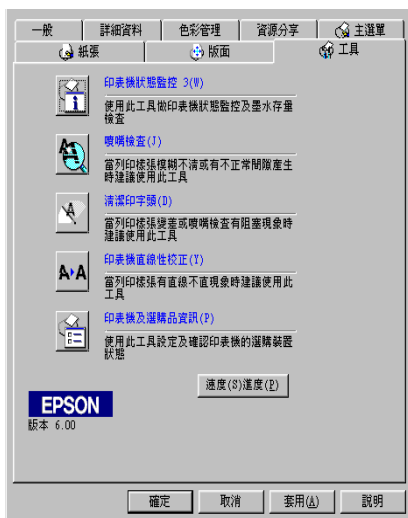 一般 詳細資料 色彩管理 資源分享 主選單
紙張 版面 工具
印表機狀態監控 3(W)
使用此工具做印表機狀態監控及墨水存量
檢查
噴嘴檢查(J)
當列印樣張模糊不清或有不正常間隙產生
時建議使用此工具
清潔印字頭(D)
當列印樣張變差或噴嘴檢查有阻塞現象時
建議使用此工具
印表機直線性校正(Y)
當列印樣張有直線不直現象時建議使用此
工具
印表機及選購品資訊(P)
使用此工具設定及確認印表機的選購裝置
狀態
速度(S)進度(P)
EPSON
版本 6.00
確定 取消 套用(A) 說明